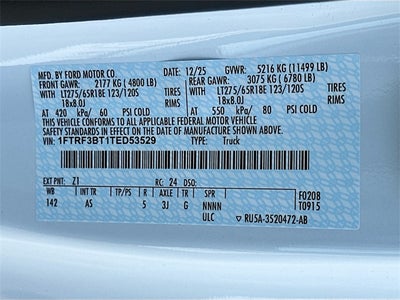 MFD. BY FORD MOTOR CO. 12/25 GVWR: 5216 KG (11499 LB)
FRONT GAWR: 2177 KG (4800 LB) REAR GAWR: 3075 KG (6780 LB)
LT275/65R18E 123/120S TIRES LT275/65R18E 123/120S TIRES
18x8.0J RIMS 18x8.0J RIMS
AT 420 kPa/ 60 PSI COLD AT 550 kPa/ 80 PSI COLD
THIS VEHICLE CONFORMS TO ALL APPLICABLE FEDERAL MOTOR VEHICLE
SAFETY STANDARDS IN EFFECT ON THE DATE OF MANUFACTURE SHOWN ABOVE.
VIN: 1FTRF3BT1TED53529 TYPE: Truck
EXT PNT: Z1 RC: 24 DSO:
WB INT TR TP/PS R AXLE TR SPR F0208
142 AS 5 3J G NNNN T0915
ULC RU5A-3520472-AB